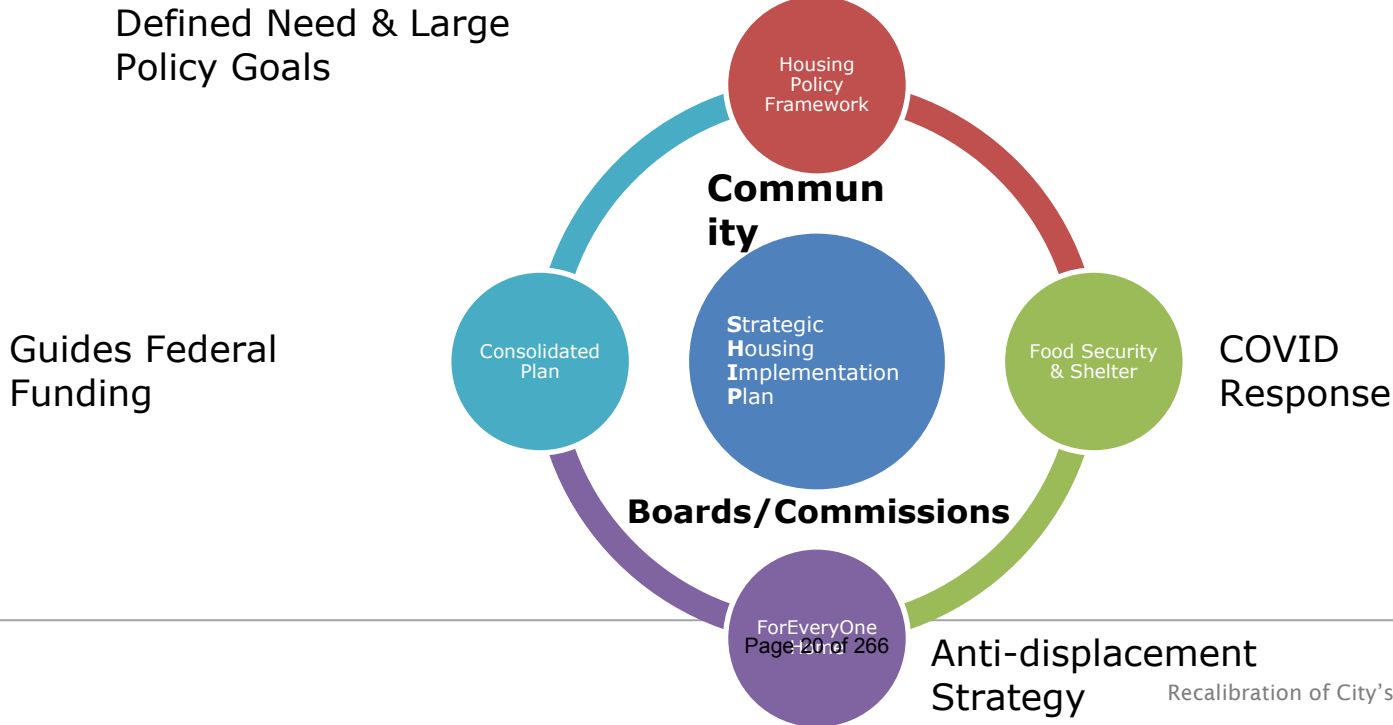 Defined Need & Large
Policy Goals
Housing
Policy
Framework
Commun
ity
Guides Federal
Funding
Consolidated
Plan
Strategic
Housing
Implementation
Plan
Food Security
& Shelter
COVID
Response
Boards/Commissions
ForEveryOne
Home
Page 20 of 266
Anti-displacement
Strategy
Recalibration of City's